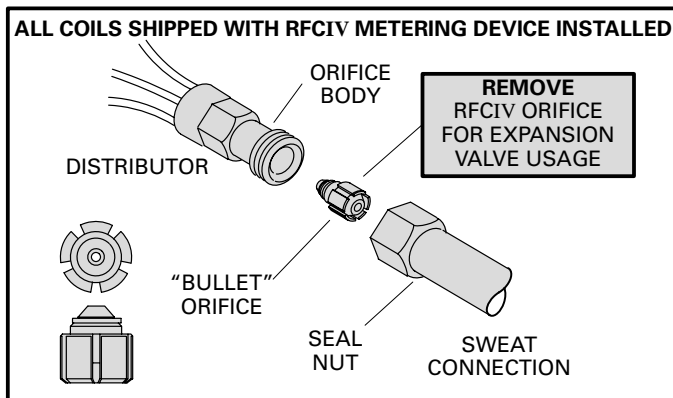 ALL COILS SHIPPED WITH RFCIV METERING DEVICE INSTALLED
ORIFICE
BODY
REMOVE
RFCIV ORIFICE
FOR EXPANSION
VALVE USAGE
DISTRIBUTOR
“BULLET”
ORIFICE
SEAL
NUT
SWEAT
CONNECTION